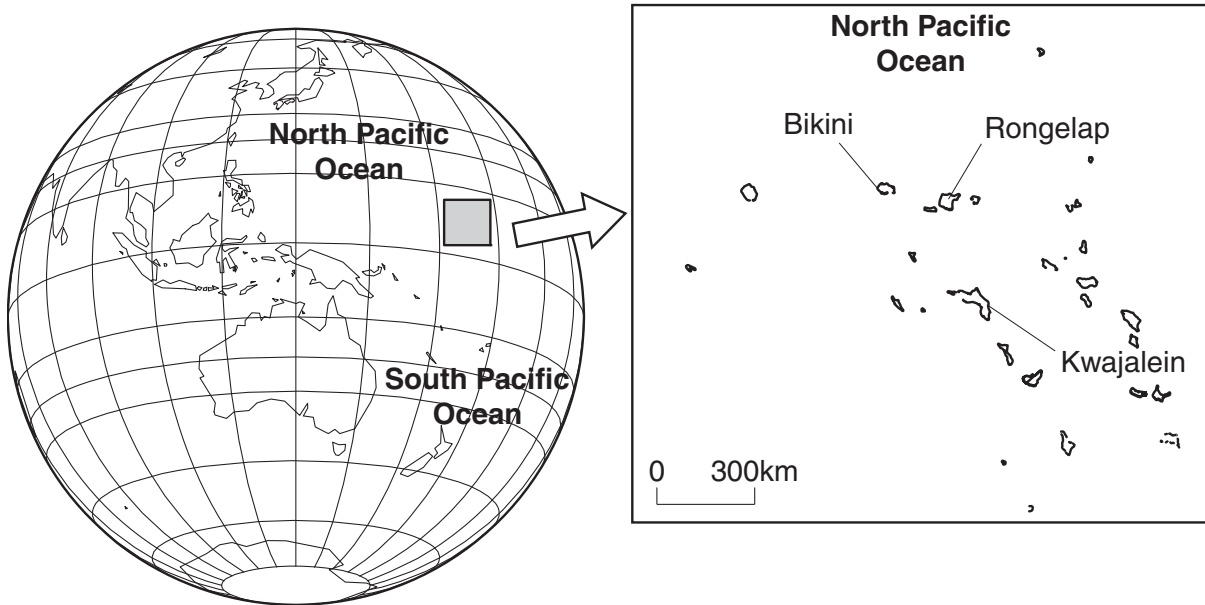 North Pacific
Ocean
South Pacific
Ocean
North Pacific
Ocean
Bikini
Rongelap
Kwajalein
0 300km